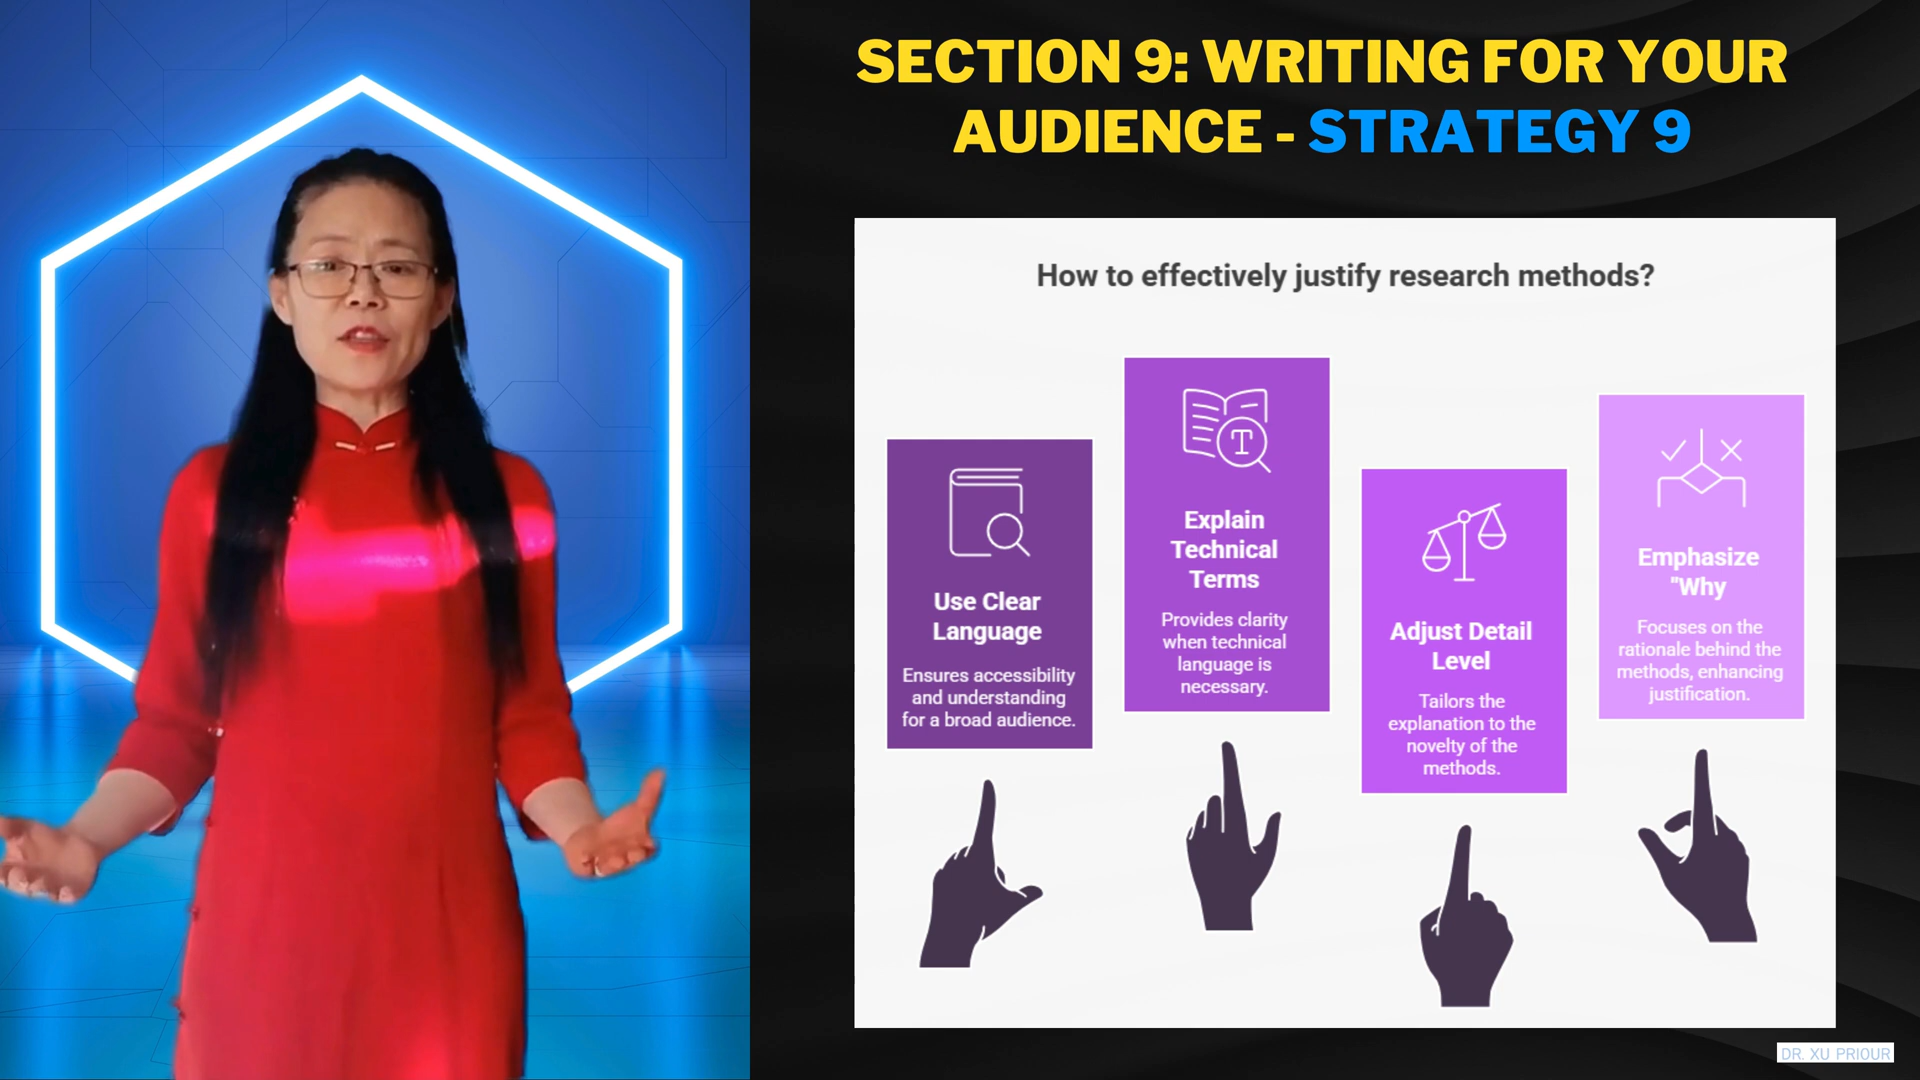 SECTION 9: WRITING FOR YOUR
AUDIENCE - STRATEGY 9
How to effectively justify research methods?
Use Clear
Language
Ensures accessibility
and understanding
for a broad audience.
Explain
Technical
Terms
Provides clarity
when technical
language is
necessary.
Adjust Detail
Level
Tailors the
explanation to the
novelty of the
methods.
Emphasize
"Why
Focuses on the
rationale behind the
methods, enhancing
justification.
DR. XU PRIOUR